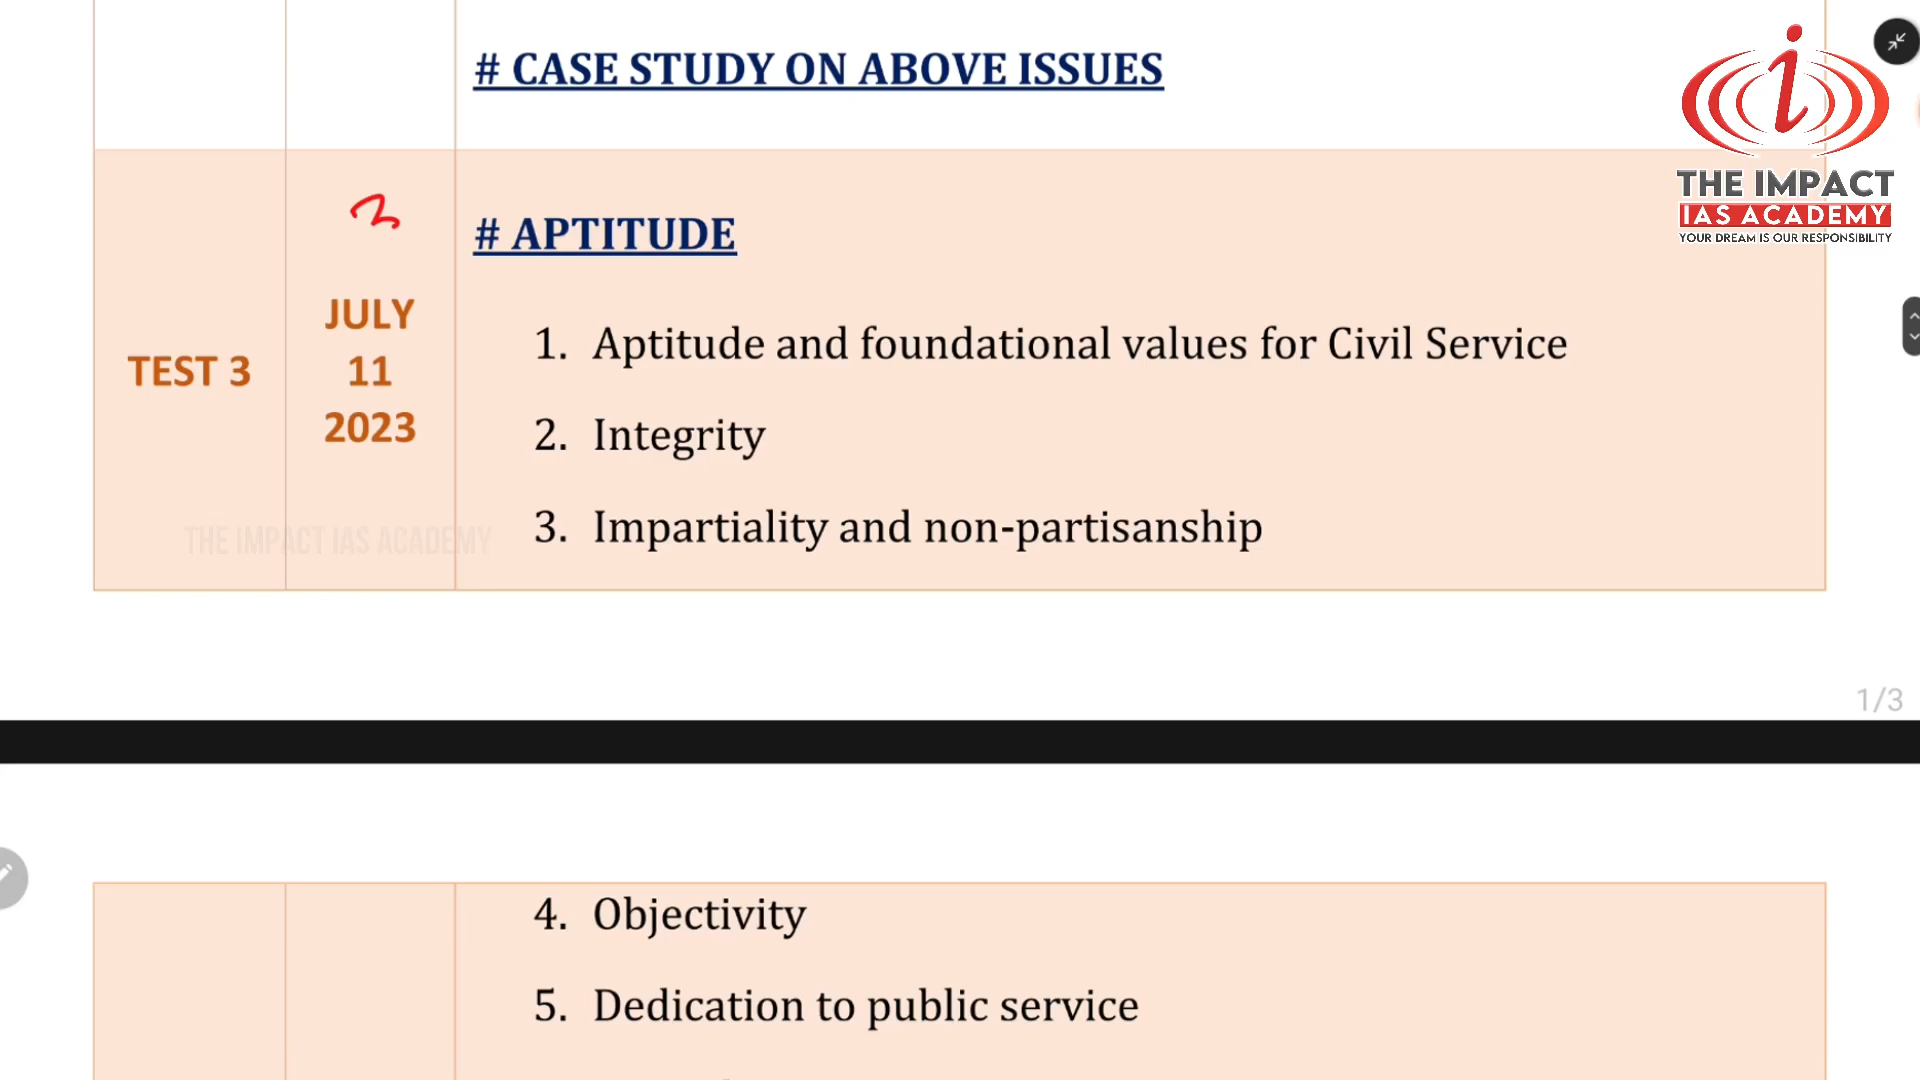 # CASE STUDY ON ABOVE ISSUES
THE IMPACT
IAS ACADEMY
YOUR DREAM IS OUR RESPONSIBILITY
TEST 3
JULY
11
2023
# APTITUDE
1. Aptitude and foundational values for Civil Service
2. Integrity
3. Impartiality and non-partisanship
THE IMPACT IAS ACADEMY
1/3
4. Objectivity
5. Dedication to public service